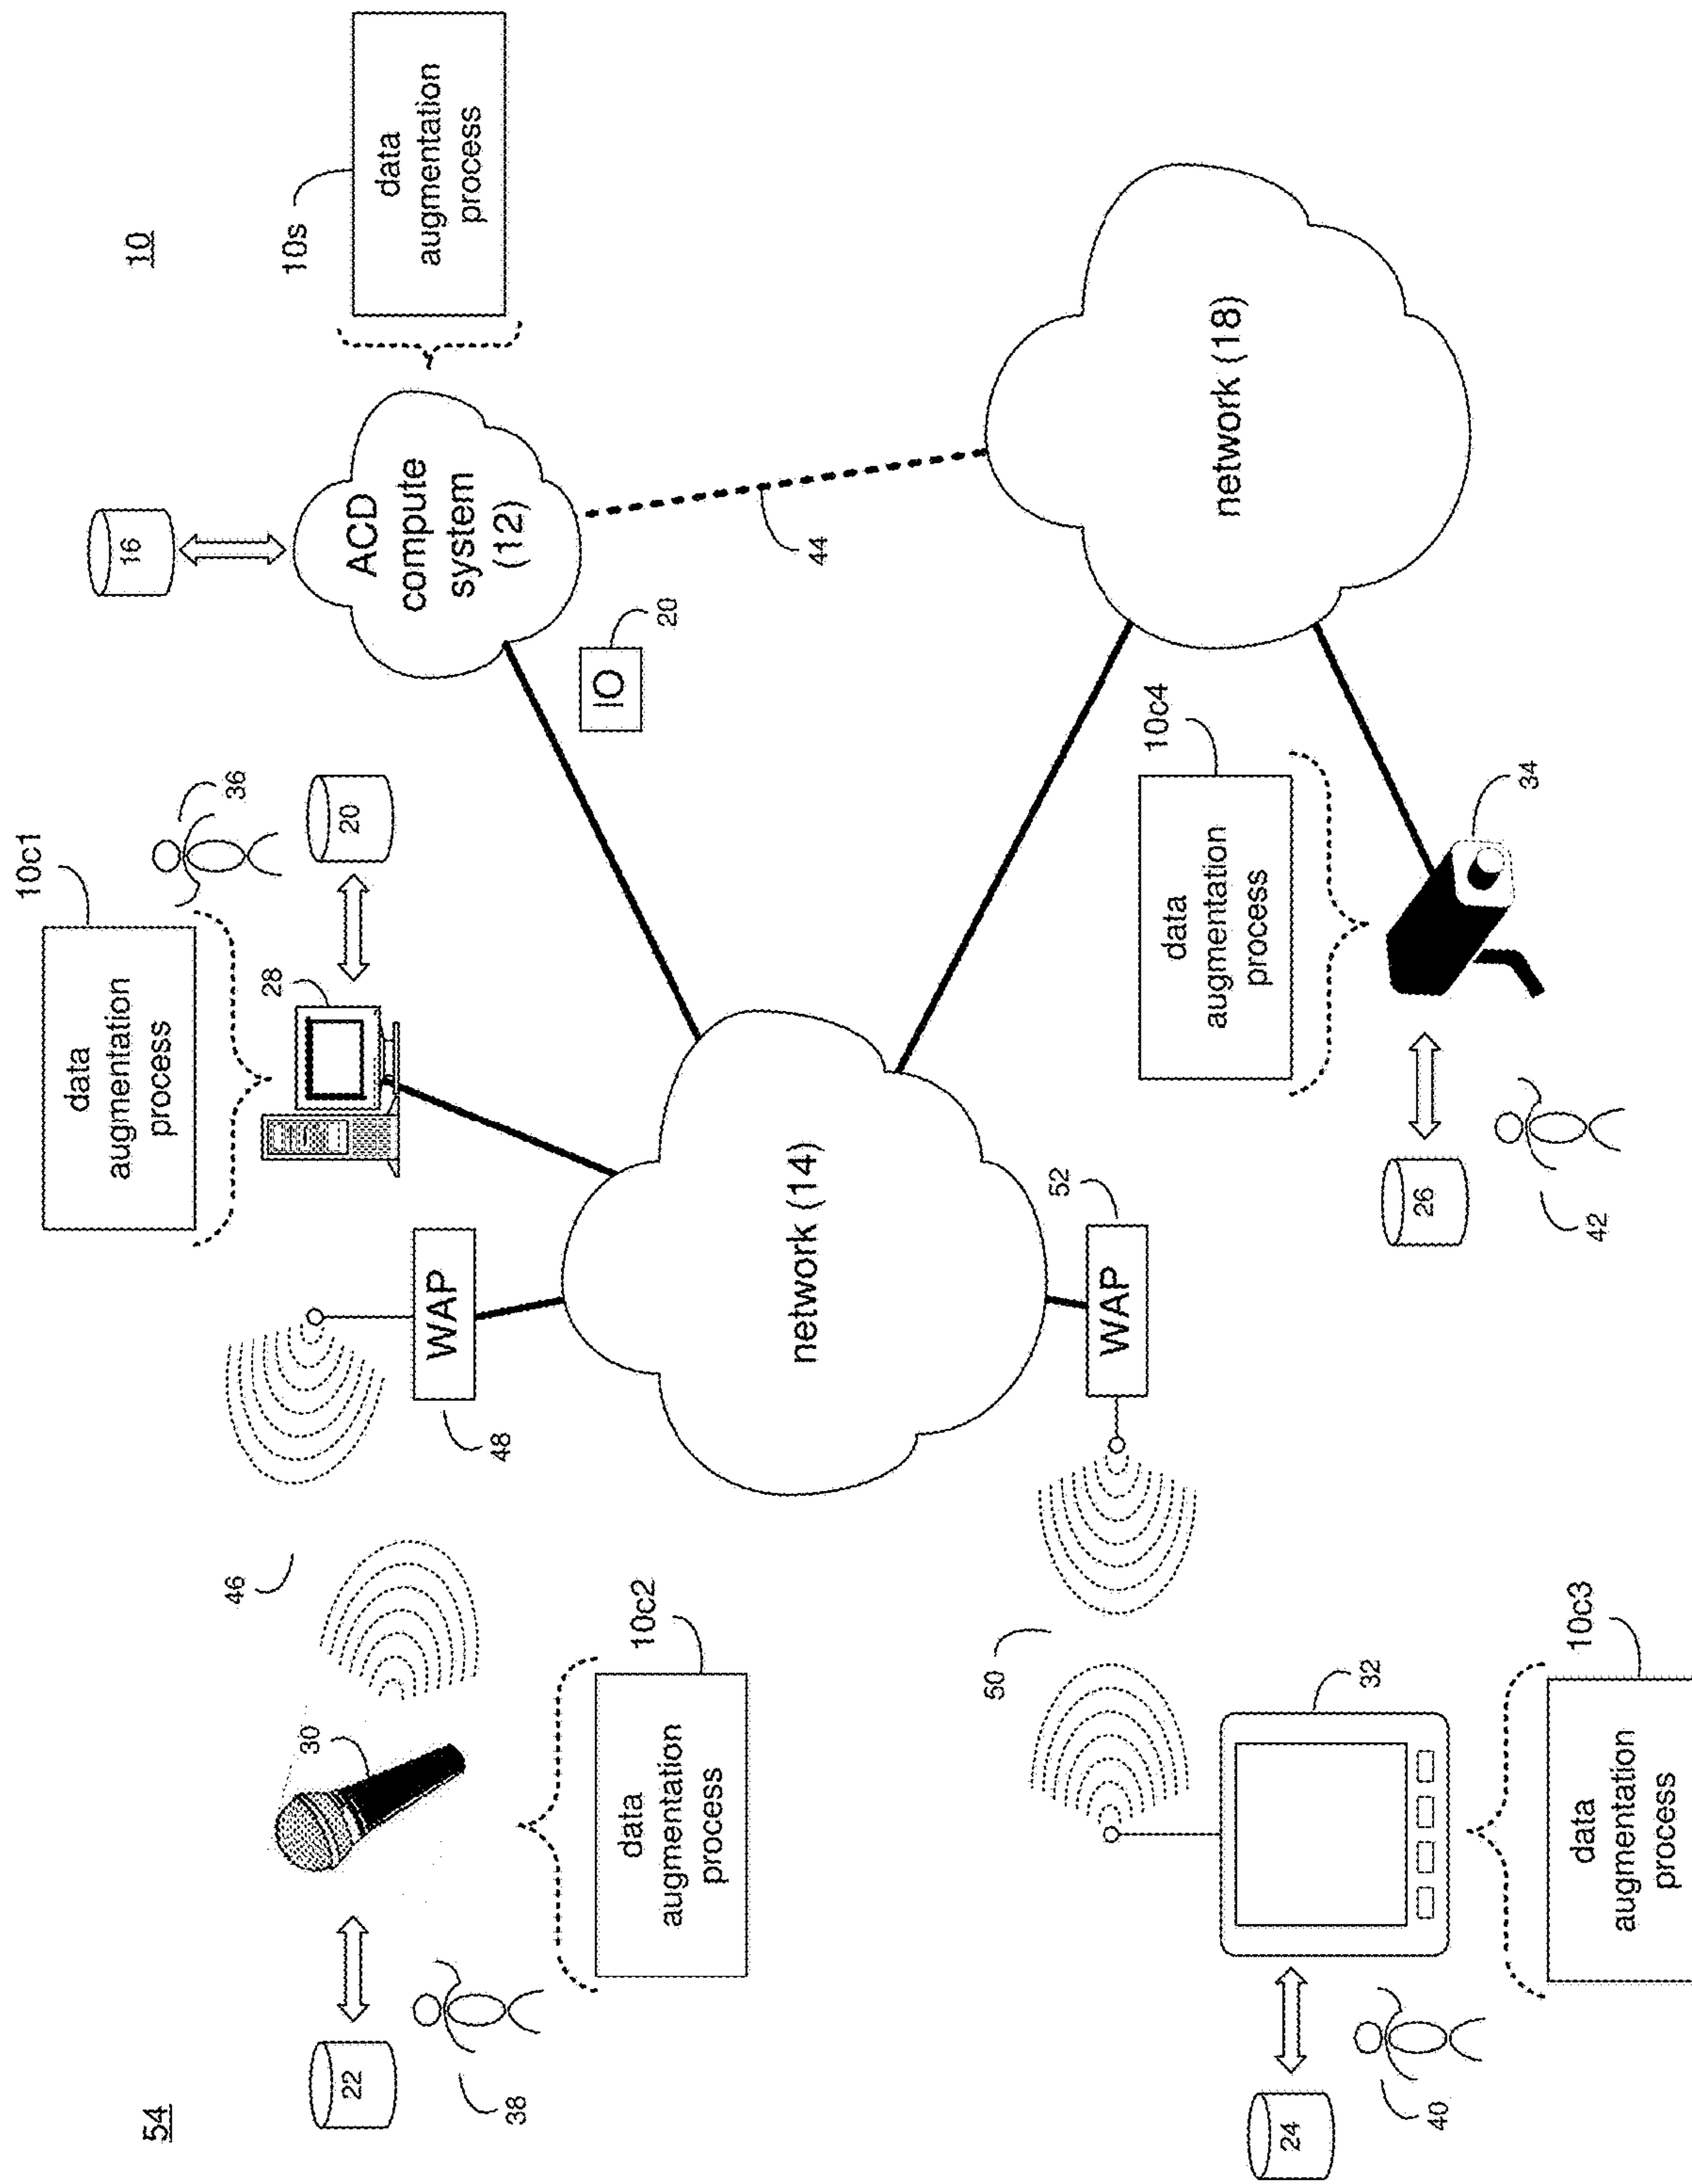 54
10
10c1
data
augmentation
process
16
10s
data
augmentation
process
46
28
36
20
22
30
38
48
WAP
ACD
compute
system
(12)
IO
20
10c2
data
augmentation
process
network (14)
44
50
52
WAP
10c4
data
augmentation
process
network (18)
24
32
40
26
34
42
10c3
data
augmentation
process